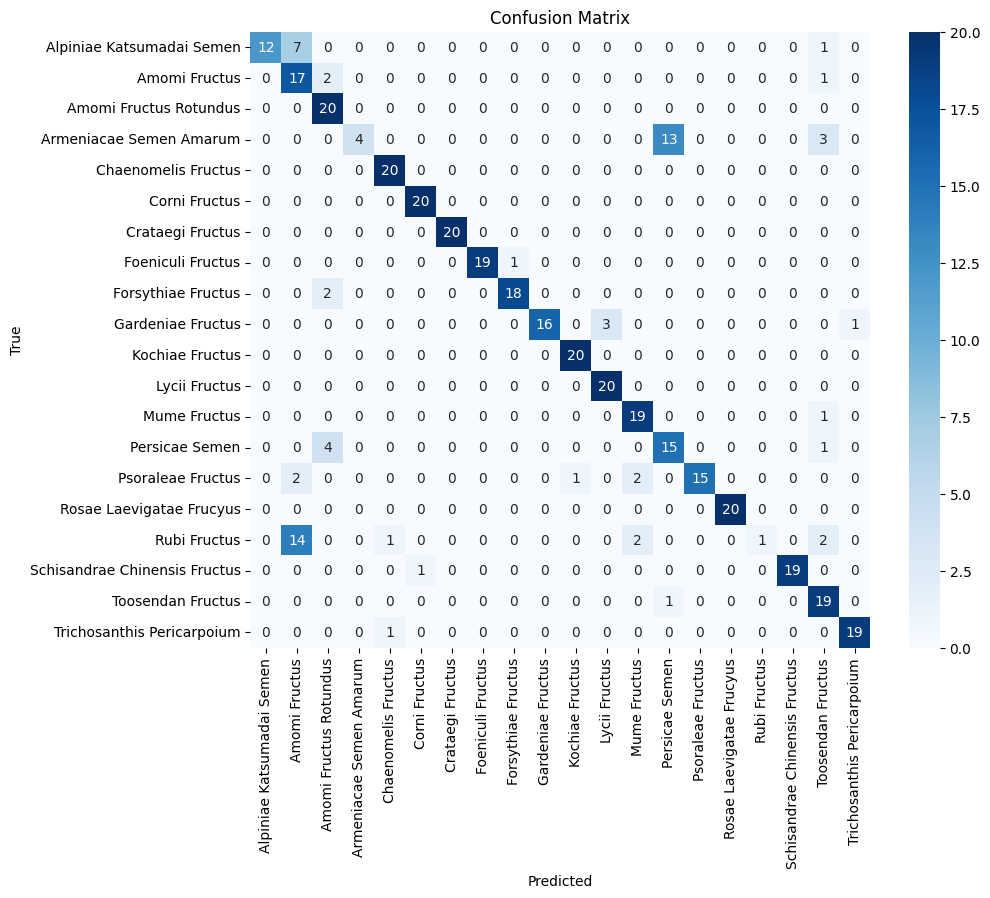 Confusion Matrix
Alpiniae Katsumadai Semen 12 7 0 0 0 0 0 0 0 0 0 0 0 0 0 0 0 0 1 0
Amomi Fructus 0 17 2 0 0 0 0 0 0 0 0 0 0 0 0 0 0 0 1 0
Amomi Fructus Rotundus 0 0 20 0 0 0 0 0 0 0 0 0 0 0 0 0 0 0 0 0
Armeniacae Semen Amarum 0 0 0 4 0 0 0 0 0 0 0 0 0 13 0 0 0 0 3 0
Chaenomelis Fructus 0 0 0 0 20 0 0 0 0 0 0 0 0 0 0 0 0 0 0 0
Corni Fructus 0 0 0 0 0 20 0 0 0 0 0 0 0 0 0 0 0 0 0 0
Crataegi Fructus 0 0 0 0 0 0 20 0 0 0 0 0 0 0 0 0 0 0 0 0
Foeniculi Fructus 0 0 0 0 0 0 0 19 1 0 0 0 0 0 0 0 0 0 0 0
Forsythiae Fructus 0 0 2 0 0 0 0 0 18 0 0 0 0 0 0 0 0 0 0 0
Gardeniae Fructus 0 0 0 0 0 0 0 0 0 16 0 3 0 0 0 0 0 0 0 1
Kochiae Fructus 0 0 0 0 0 0 0 0 0 0 20 0 0 0 0 0 0 0 0 0
Lycii Fructus 0 0 0 0 0 0 0 0 0 0 0 20 0 0 0 0 0 0 0 0
Mume Fructus 0 0 0 0 0 0 0 0 0 0 0 0 19 0 0 0 0 0 1 0
Persicae Semen 0 0 4 0 0 0 0 0 0 0 0 0 0 15 0 0 0 0 1 0
Psoraleae Fructus 0 2 0 0 0 0 0 0 0 0 1 0 2 0 15 0 0 0 0 0
Rosae Laevigatae Frucyus 0 0 0 0 0 0 0 0 0 0 0 0 0 0 0 20 0 0 0 0
Rubi Fructus 0 14 0 0 1 0 0 0 0 0 0 0 2 0 0 0 1 0 2 0
Schisandrae Chinensis Fructus 0 0 0 0 0 1 0 0 0 0 0 0 0 0 0 0 0 19 0 0
Toosendan Fructus 0 0 0 0 0 0 0 0 0 0 0 0 0 1 0 0 0 0 19 0
Trichosanthis Pericarpoium 0 0 0 0 1 0 0 0 0 0 0 0 0 0 0 0 0 0 0 19
True
Alpiniae Katsumadai Semen
Amomi Fructus
Amomi Fructus Rotundus
Armeniacae Semen Amarum
Chaenomelis Fructus
Corni Fructus
Crataegi Fructus
Foeniculi Fructus
Forsythiae Fructus
Gardeniae Fructus
Kochiae Fructus
Lycii Fructus
Mume Fructus
Persicae Semen
Psoraleae Fructus
Rosae Laevigatae Frucyus
Rubi Fructus
Schisandrae Chinensis Fructus
Toosendan Fructus
Trichosanthis Pericarpoium
Predicted
20.0
17.5
15.0
12.5
10.0
7.5
5.0
2.5
0.0